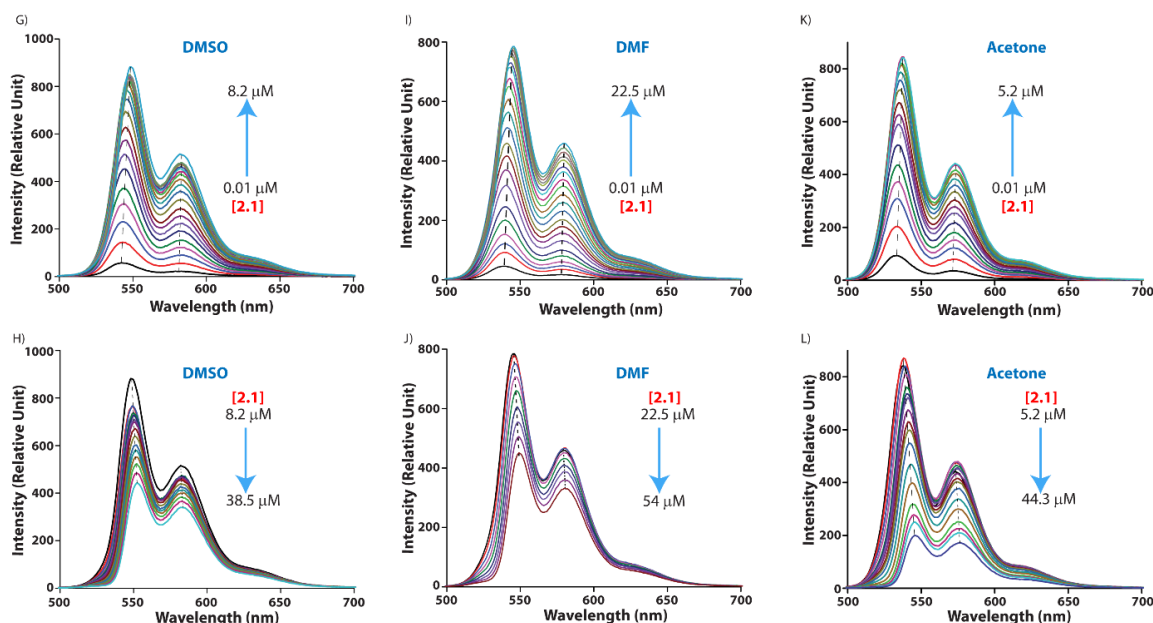 G)
DMSO
8.2 μM
0.01 μM
[2.1]
Intensity (Relative Unit)
1000
800
600
400
200
0
500 550 600 650 700
Wavelength (nm)
I)
DMF
22.5 μM
0.01 μM
[2.1]
Intensity (Relative Unit)
800
600
400
200
0
500 550 600 650 700
Wavelength (nm)
K)
Acetone
5.2 μM
0.01 μM
[2.1]
Intensity (Relative Unit)
1000
800
600
400
200
0
500 550 600 650 700
Wavelength (nm)
H)
DMSO
[2.1]
8.2 μM
38.5 μM
Intensity (Relative Unit)
1000
800
600
400
200
0
500 550 600 650 700
Wavelength (nm)
J)
DMF
[2.1]
22.5 μM
54 μM
Intensity (Relative Unit)
800
600
400
200
0
500 550 600 650 700
Wavelength (nm)
L)
Acetone
[2.1]
5.2 μM
44.3 μM
Intensity (Relative Unit)
800
600
400
200
0
500 550 600 650 700
Wavelength (nm)